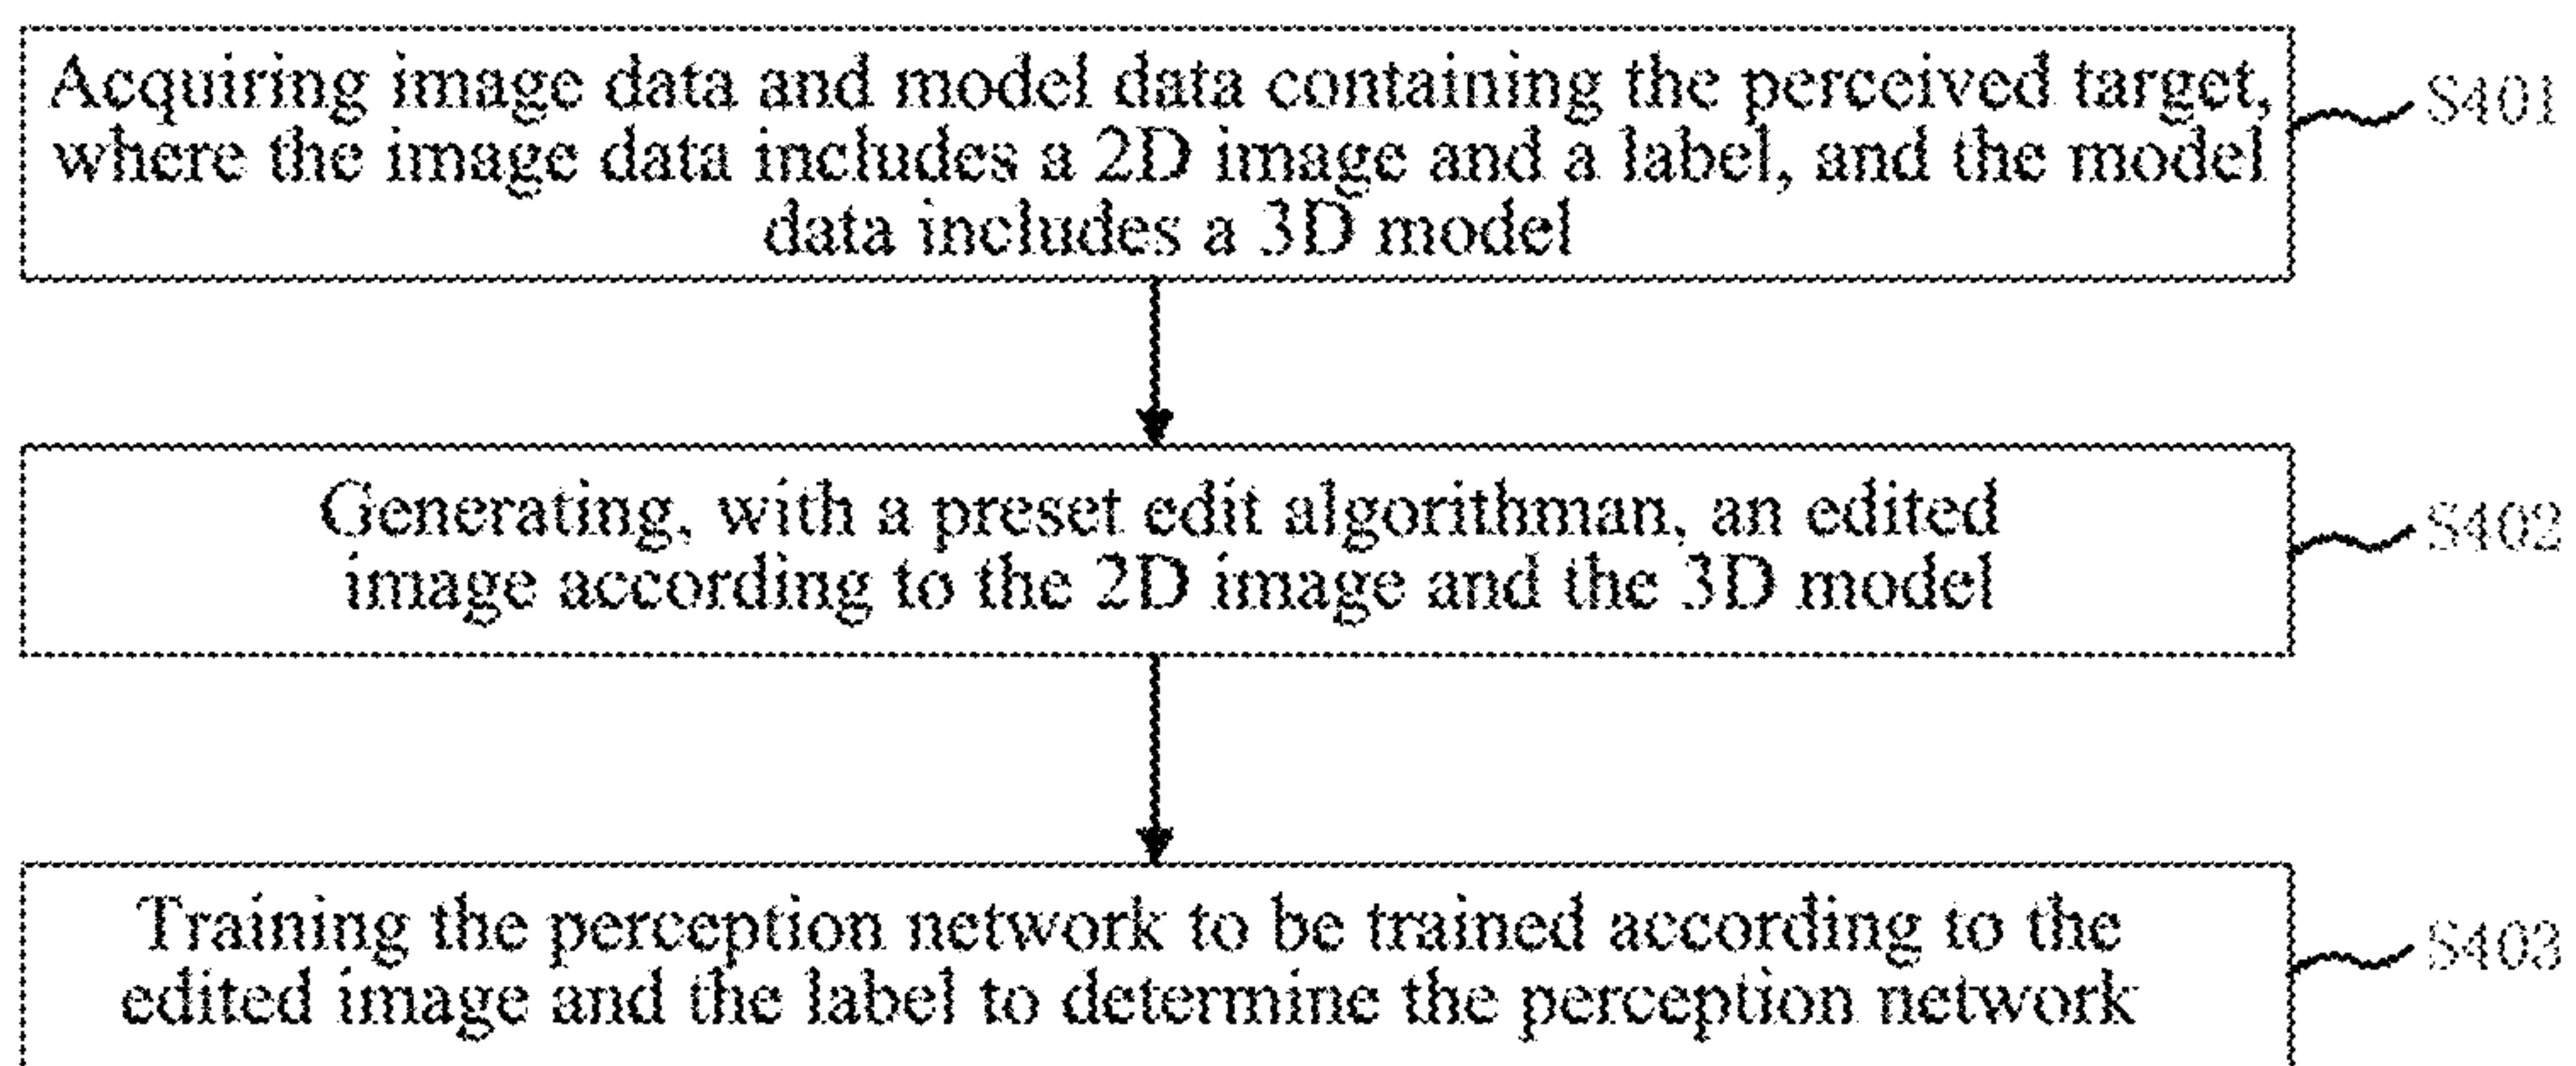 Acquiring image data and model data containing the perceived target,
where the image data includes a 2D image and a label, and the model
data includes a 3D model
S401
Generating, with a preset edit algorithman, an edited
image according to the 2D image and the 3D model
S402
Training the perception network to be trained according to the
edited image and the label to determine the perception network
S403